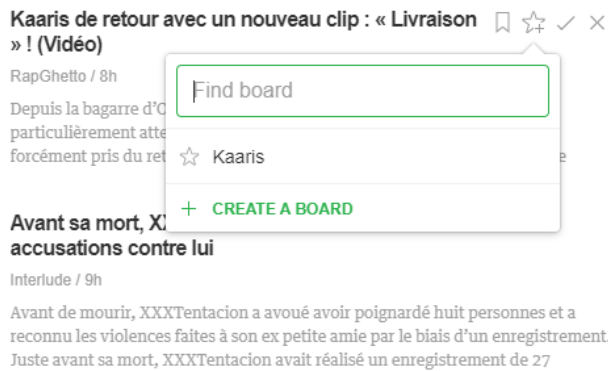 Kaaris de retour avec un nouveau clip : « Livraison
» ! (Vidéo)
RapGhetto / 8h
Find board
Depuis la bagarre d’O
particulièrement atte
forcément pris du ret
Kaaris
e
+ CREATE A BOARD
Avant sa mort, XX
accusations contre lui
Interlude / 9h
Avant de mourir, XXXTentacion a avoué avoir poignardé huit personnes et a
reconnu les violences faites à son ex petite amie par le biais d’un enregistrement.
Juste avant sa mort, XXXTentacion avait réalisé un enregistrement de 27